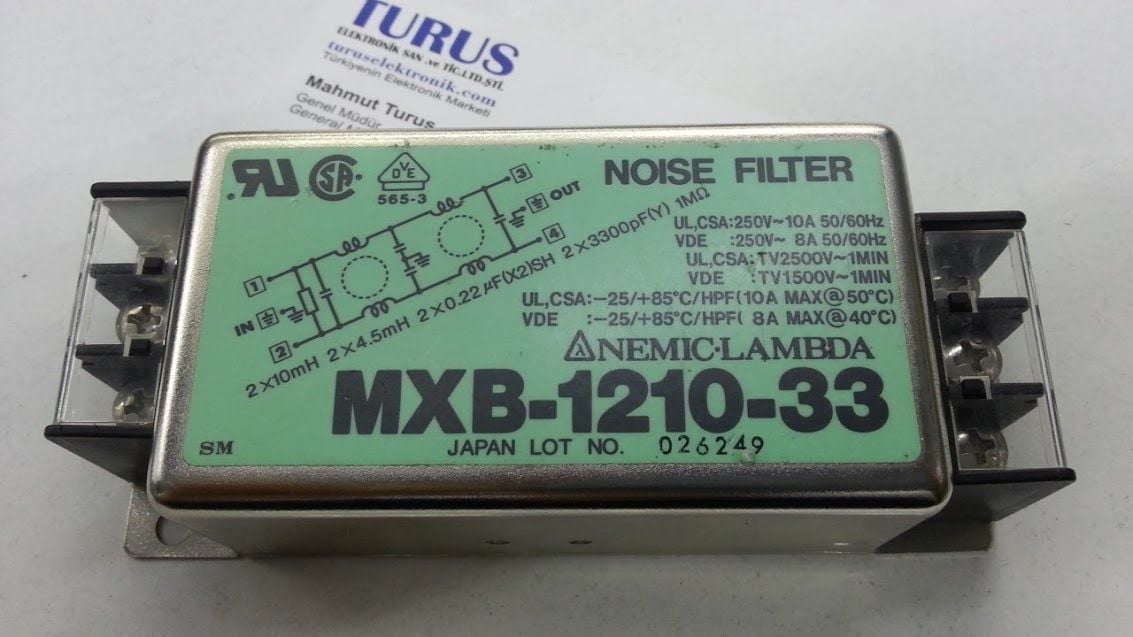 TURUS
ELEKTRONİK SAN .ve TİC.LTD.ŞTİ.
turuselektronik.com
Türkiyenin Elektronik Marketi
Mahmut Turus
Genel Müdür
General
565-3
VDE
SA
NOISE FILTER
3
OUT
4
1
IN
2
2×10mH 2×4.5mH 2×0.22μF(X2)SH 2×3300pF(Y) 1MΩ
UL,CSA:250V~10A 50/60Hz
VDE :250V~ 8A 50/60Hz
UL,CSA:TV2500V~1MIN
VDE :TV1500V~1MIN
UL,CSA:-25/+85°C/HPF(10A MAX@50°C)
VDE :-25/+85°C/HPF( 8A MAX@40°C)
NEMIC-LAMBDA
MXB-1210-33
SM
JAPAN LOT NO. 026249